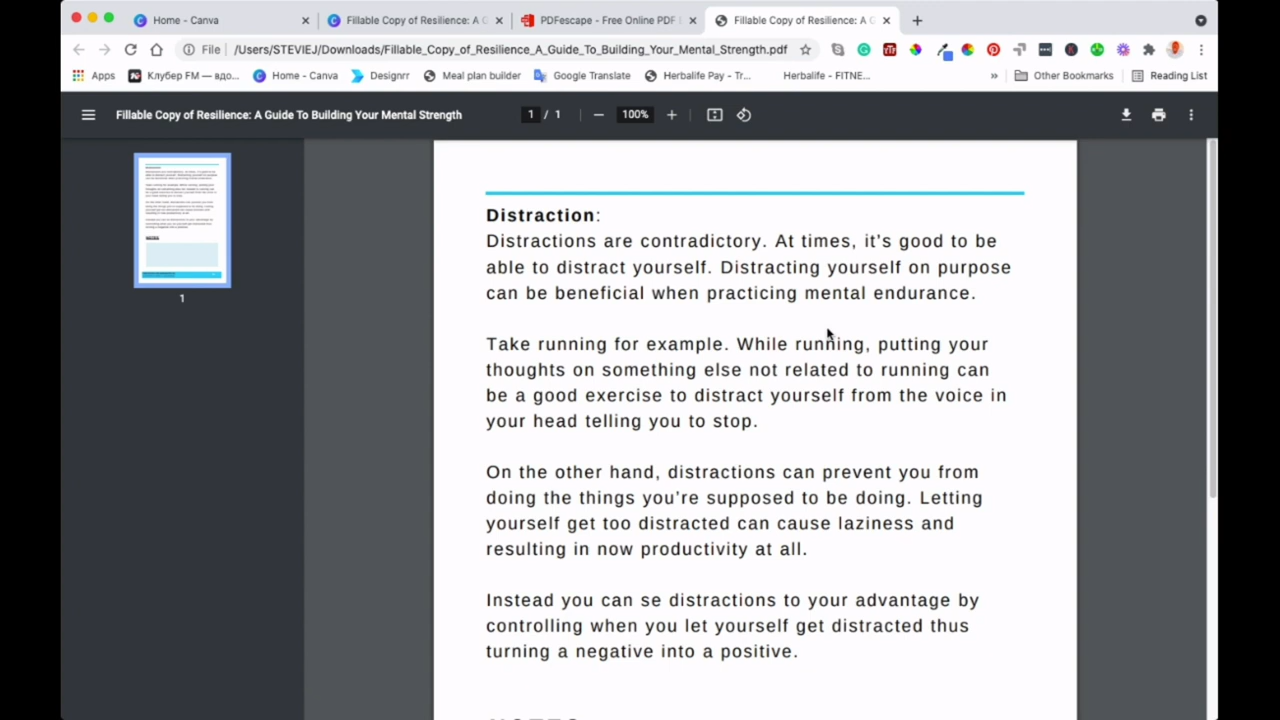 Home - Canva
Fillable Copy of Resilience: A G
PDFescape - Free Online PDF
Fillable Copy of Resilience: A G
File
/Users/STEVIEJ/Downloads/Fillable_Copy_of_Resilience_A_Guide_To_Building_Your_Mental_Strength.pdf
Apps
Клубер FM — вдо...
Home - Canva
Designrr
Meal plan builder
Google Translate
Herbalife Pay - Tr...
Herbalife - FITNE...
»
Other Bookmarks
Reading List
Fillable Copy of Resilience: A Guide To Building Your Mental Strength
1 / 1
100%
1
Distraction:
Distractions are contradictory. At times, it's good to be
able to distract yourself. Distracting yourself on purpose
can be beneficial when practicing mental endurance.
Take running for example. While running, putting your
thoughts on something else not related to running can
be a good exercise to distract yourself from the voice in
your head telling you to stop.
On the other hand, distractions can prevent you from
doing the things you're supposed to be doing. Letting
yourself get too distracted can cause laziness and
resulting in now productivity at all.
Instead you can se distractions to your advantage by
controlling when you let yourself get distracted thus
turning a negative into a positive.